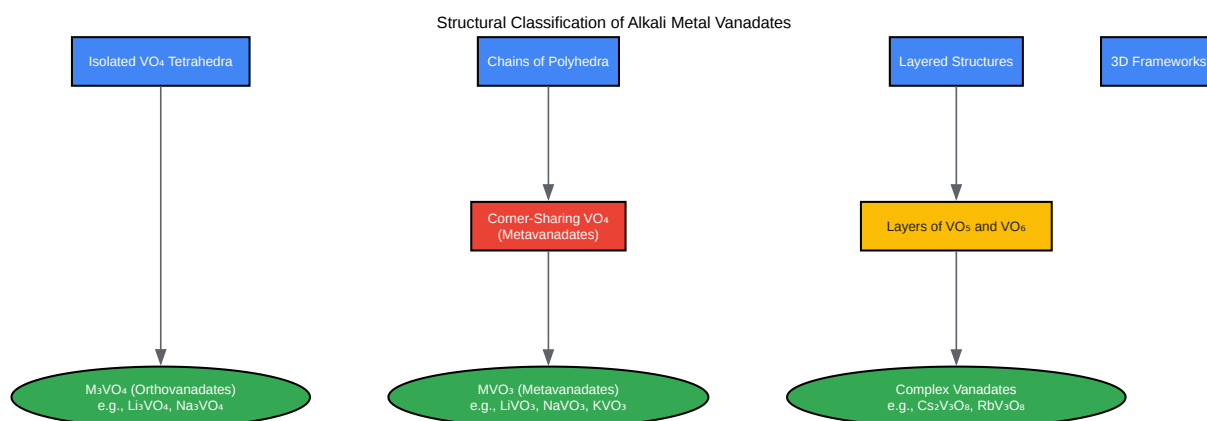 Structural Classification of Alkali Metal Vanadates
Isolated VO₄ Tetrahedra
Chains of Polyhedra
Layered Structures
3D Frameworks
Corner-Sharing VO₄
(Metavanadates)
Layers of VO₅ and VO₆
M₃VO₄ (Orthovanadates)
e.g., Li₃VO₄, Na₃VO₄
MVO₃ (Metavanadates)
e.g., LiVO₃, NaVO₃, KVO₃
Complex Vanadates
e.g., Cs₂V₃O₈, RbV₃O₈